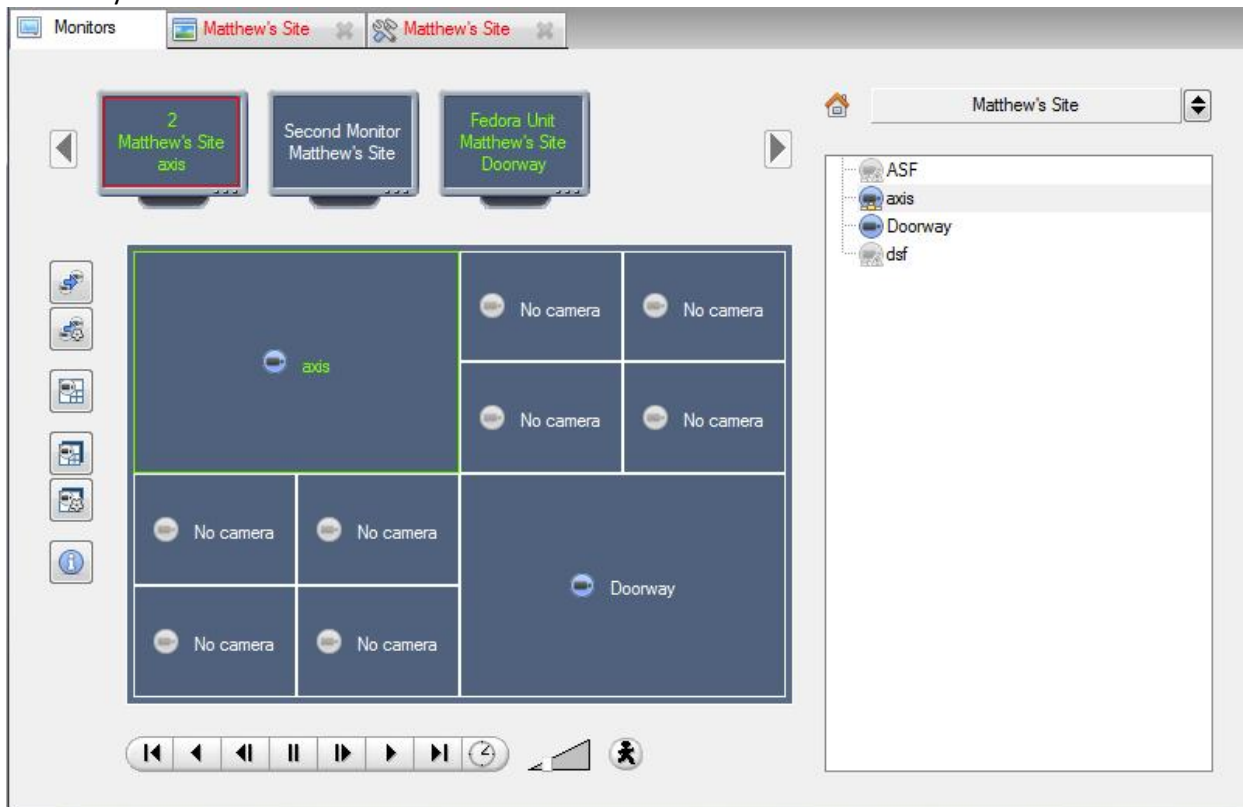 Monitors
Matthew's Site
Matthew's Site
2
Matthew's Site
axis
Second Monitor
Matthew's Site
Fedora Unit
Matthew's Site
Doorway
Matthew's Site
ASF
axis
Doorway
dsf
axis
No camera
No camera
No camera
No camera
No camera
No camera
No camera
No camera
Doorway